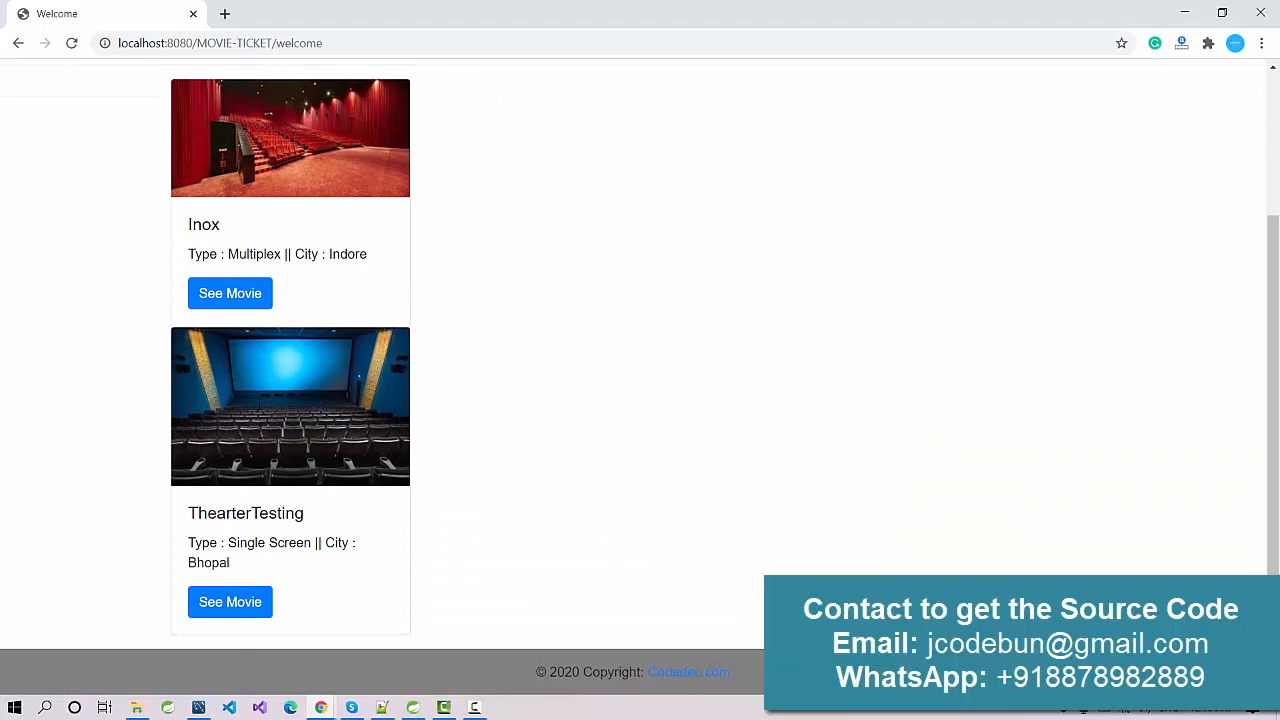 Welcome
localhost:8080/MOVIE-TICKET/welcome
Inox
Type : Multiplex || City : Indore
See Movie
ThearterTesting
Type : Single Screen || City :
Bhopal
See Movie
Contact to get the Source Code
Email: jcodebun@gmail.com
WhatsApp: +918878982889
© 2020 Copyright: Codedec.com